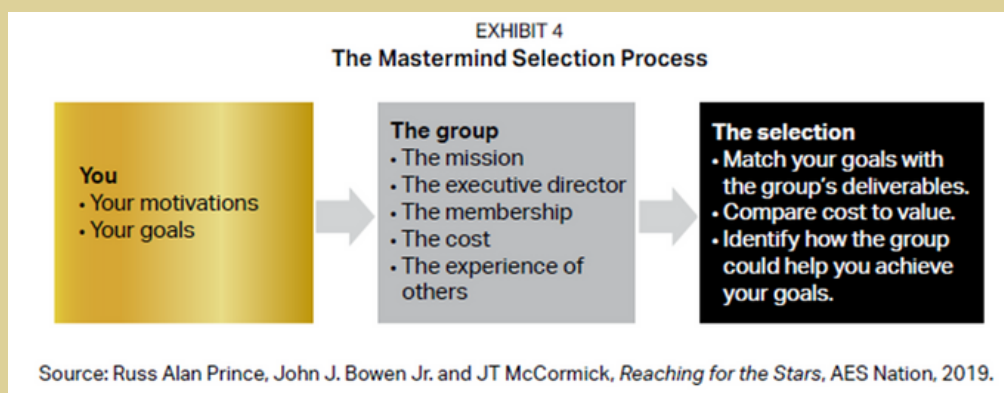 EXHIBIT 4
The Mastermind Selection Process
You
• Your motivations
• Your goals
The group
• The mission
• The executive director
• The membership
• The cost
• The experience of
others
The selection
• Match your goals with
the group's deliverables.
• Compare cost to value.
• Identify how the group
could help you achieve
your goals.
Source: Russ Alan Prince, John J. Bowen Jr. and JT McCormick, Reaching for the Stars, AES Nation, 2019.